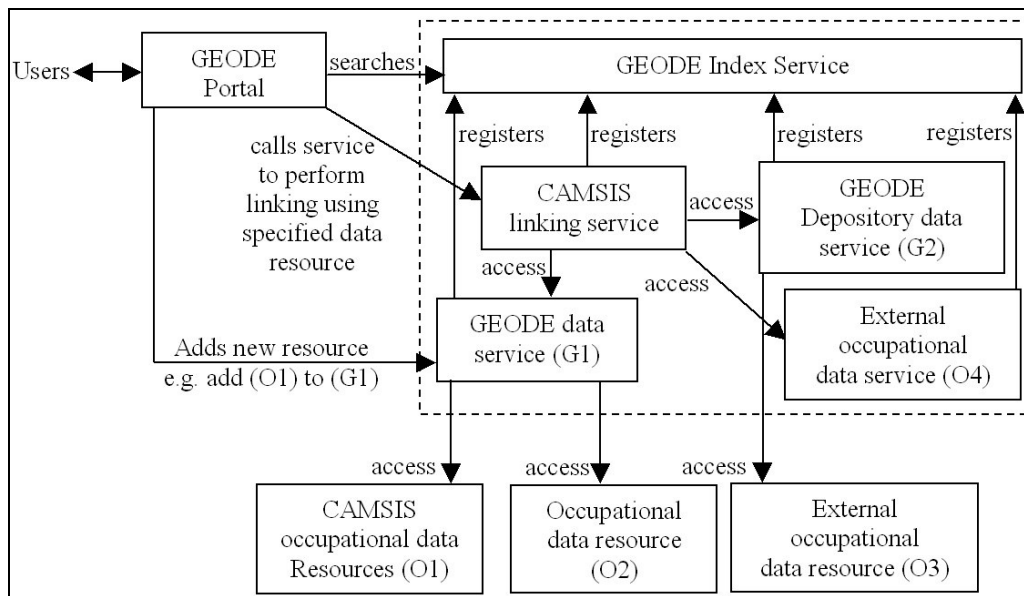 Users
GEODE
Portal
searches
GEODE Index Service
registers
registers
registers
registers
calls service
to perform
linking using
specified data
resource
CAMSIS
linking service
access
GEODE
Depository data
service (G2)
access
access
GEODE data
service (G1)
External
occupational
data service (O4)
Adds new resource
e.g. add (O1) to (G1)
access
access
access
CAMSIS
occupational data
Resources (O1)
Occupational
data resource
(O2)
External
occupational
data resource (O3)